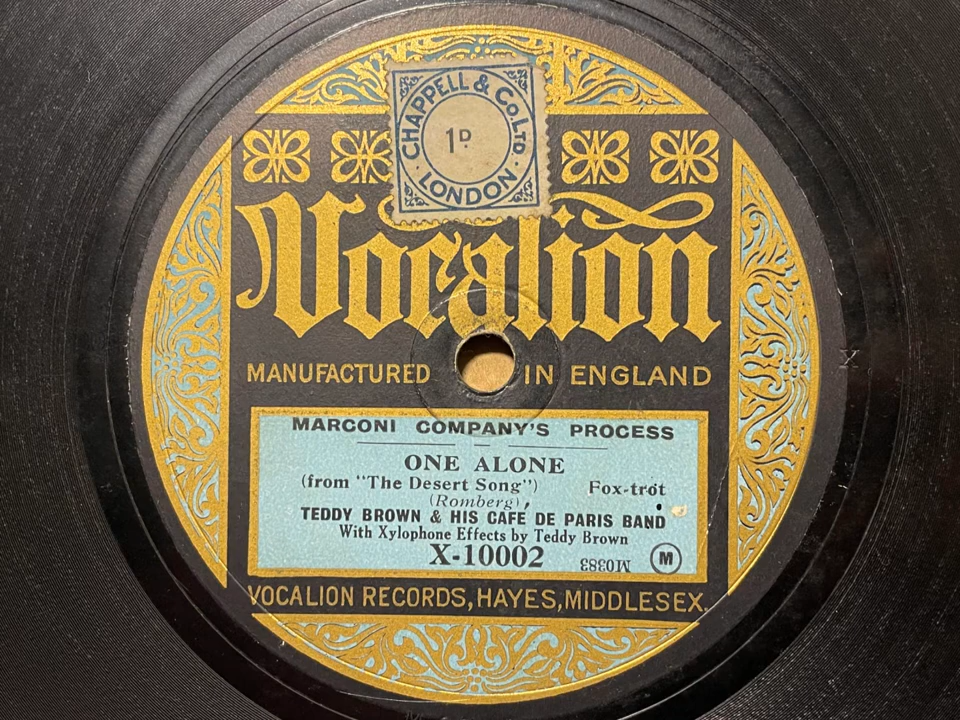 CHAPPELL & CO. LTD
1D
LONDON
Vocalion
MANUFACTURED IN ENGLAND
MARCONI COMPANY'S PROCESS
ONE ALONE
(from "The Desert Song") Fox-trot
(Romberg)
TEDDY BROWN & HIS CAFÉ DE PARIS BAND
With Xylophone Effects by Teddy Brown
X-10002 M0383 M
VOCALION RECORDS, HAYES, MIDDLESEX.
X